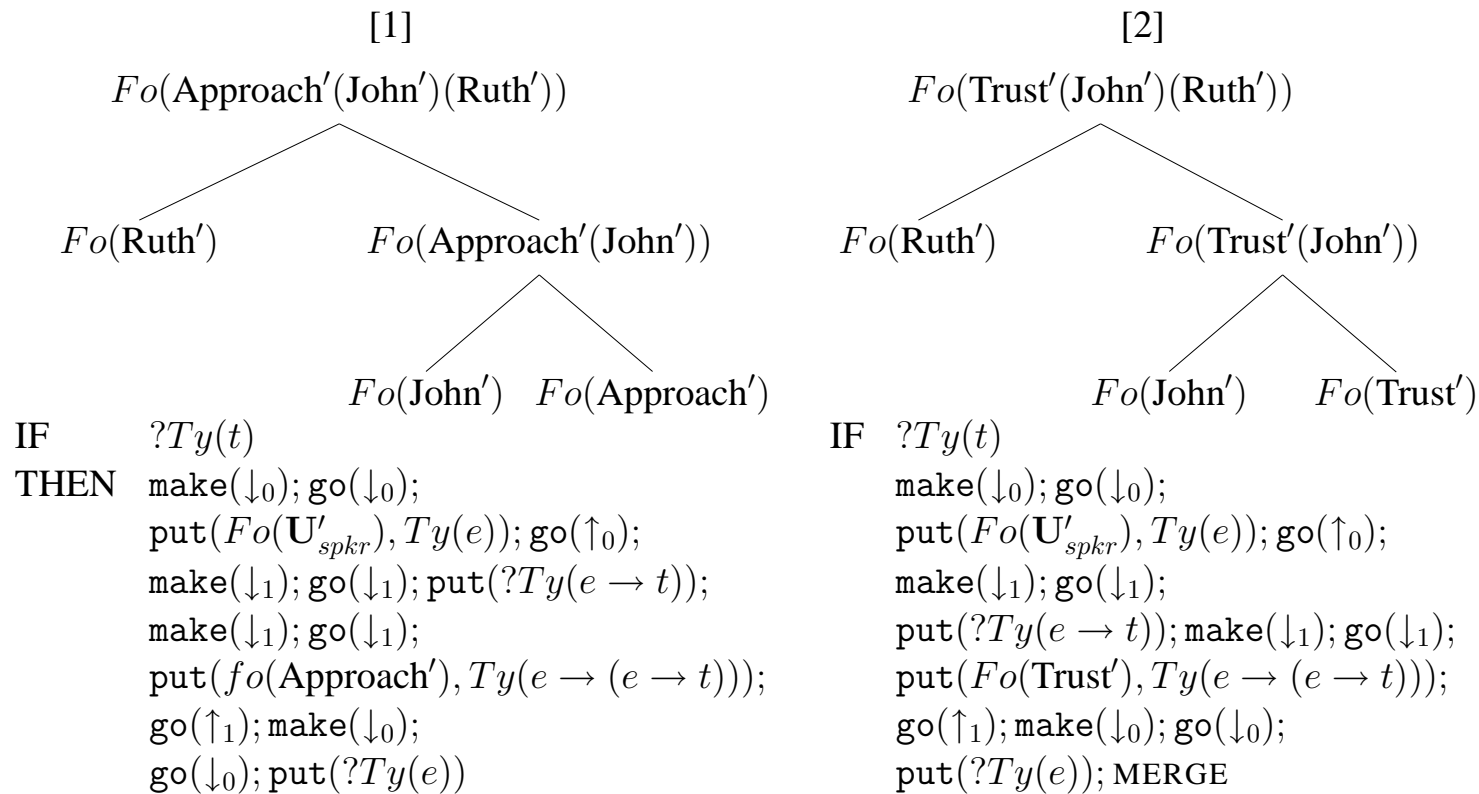 [1] [2]
Fo(Approach′(John′)(Ruth′)) Fo(Trust′(John′)(Ruth′))
Fo(Ruth′) Fo(Approach′(John′)) Fo(Ruth′) Fo(Trust′(John′))
Fo(John′) Fo(Approach′) Fo(John′) Fo(Trust′)
IF ?Ty(t) IF ?Ty(t)
THEN make(↓₀); go(↓₀); make(↓₀); go(↓₀);
put(Fo(U′spkr), Ty(e)); go(↑₀); put(Fo(U′spkr), Ty(e)); go(↑₀);
make(↓₁); go(↓₁); put(?Ty(e → t)); make(↓₁); go(↓₁);
make(↓₁); go(↓₁); put(?Ty(e → t)); make(↓₁); go(↓₁);
put(fo(Approach′), Ty(e → (e → t))); put(Fo(Trust′), Ty(e → (e → t)));
go(↑₁); make(↓₀); go(↑₁); make(↓₀); go(↓₀);
go(↓₀); put(?Ty(e)) put(?Ty(e)); MERGE